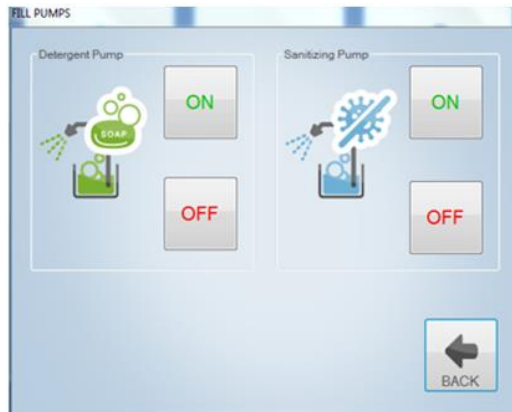 FILL PUMPS
Detergent Pump
Sanitizing Pump
ON
SOAP
ON
OFF
OFF
BACK